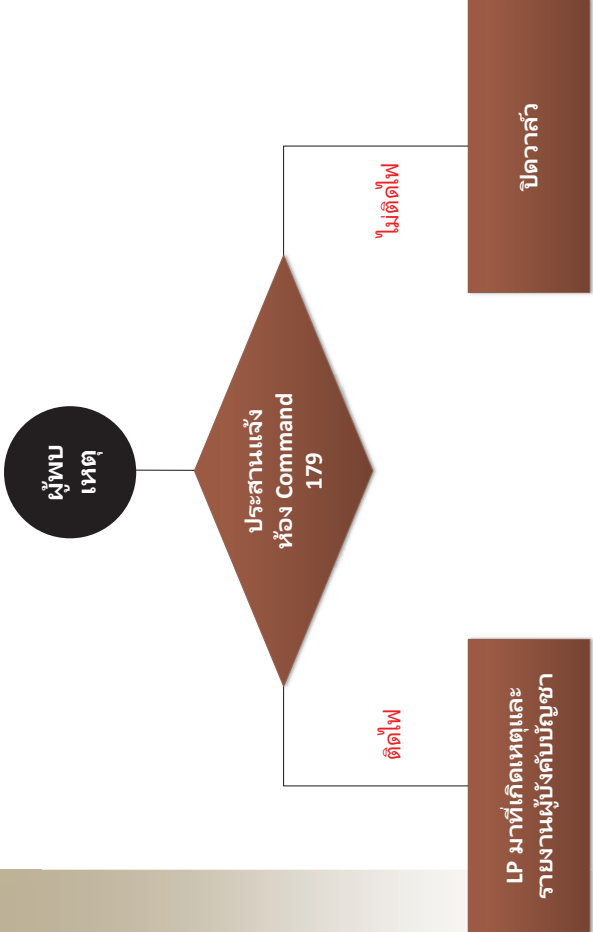 ผู้พบ
เหตุ
ประสานแจ้ง
ห้อง Command
179
ติดไฟ
ไม่ติดไฟ
LP มาที่เกิดเหตุและ
รายงานผู้บังคับบัญชา
ปิดวาล์ว